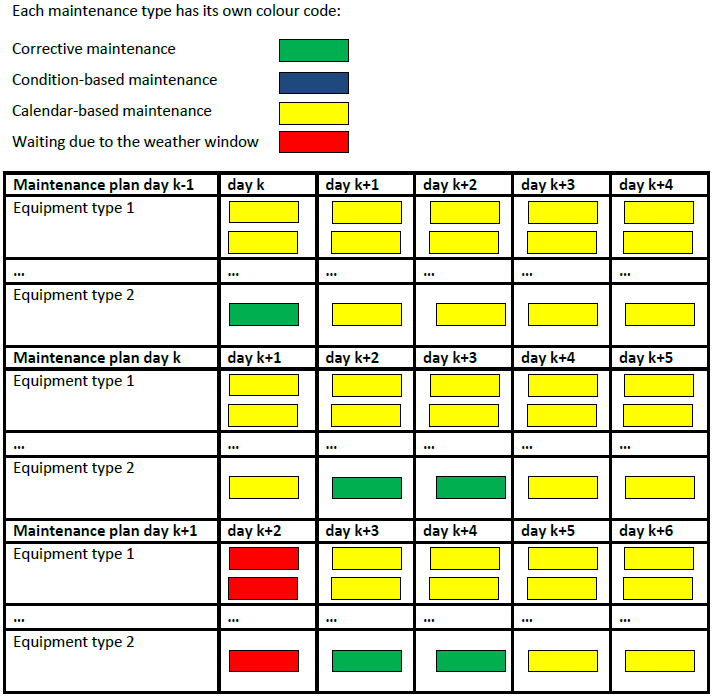 Each maintenance type has its own colour code:
Corrective maintenance
Condition-based maintenance
Calendar-based maintenance
Waiting due to the weather window
Maintenance plan day k-1 day k day k+1 day k+2 day k+3 day k+4
Equipment type 1
... ... ... ... ... ...
Equipment type 2
Maintenance plan day k day k+1 day k+2 day k+3 day k+4 day k+5
Equipment type 1
... ... ... ... ... ...
Equipment type 2
Maintenance plan day k+1 day k+2 day k+3 day k+4 day k+5 day k+6
Equipment type 1
... ... ... ... ... ...
Equipment type 2